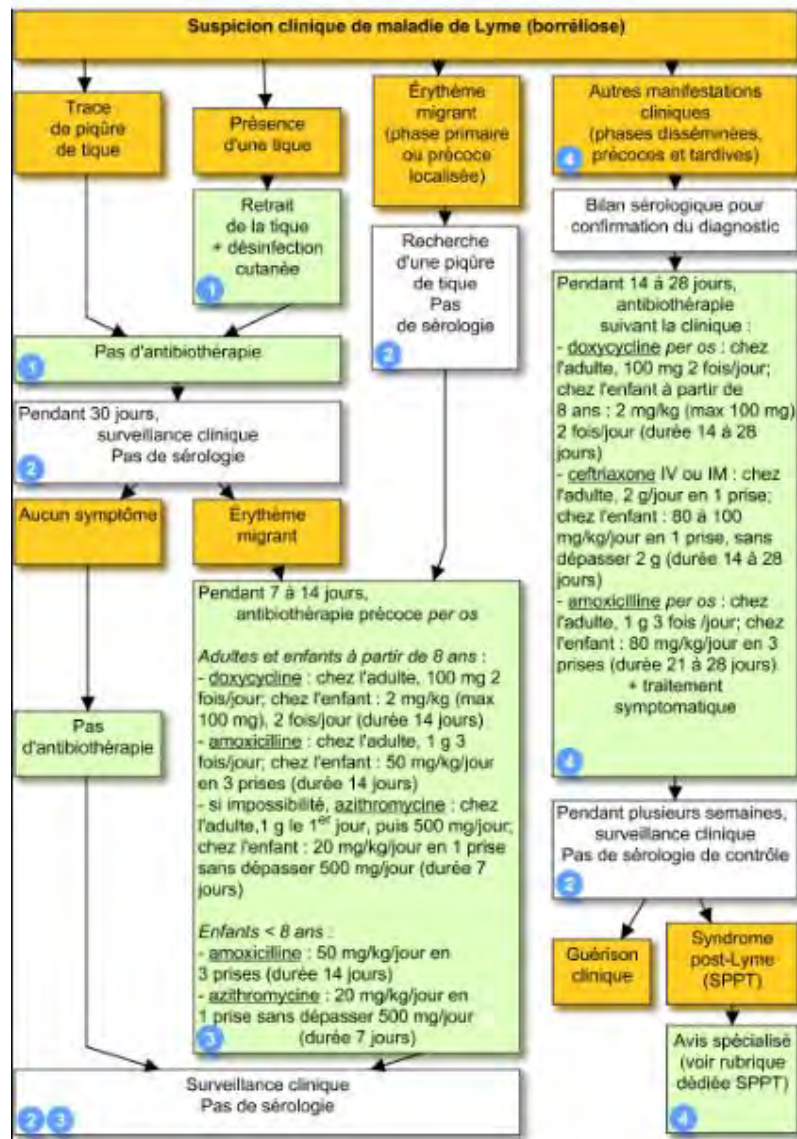 Suspicion clinique de maladie de Lyme (borréliose)
Trace
de piqûre
de tique
Présence
d'une tique
Retrait
de la tique
+ désinfection
cutanée
1
Pas d'antibiothérapie
1
Pendant 30 jours,
surveillance clinique
Pas de sérologie
2
Aucun symptôme
Érythème
migrant
Pas
d'antibiothérapie
Érythème
migrant
(phase primaire
ou précoce
localisée)
Recherche
d'une piqûre
de tique
Pas
de sérologie
2
Pendant 7 à 14 jours,
antibiothérapie précoce per os
Adultes et enfants à partir de 8 ans :
- doxycycline : chez l'adulte, 100 mg 2
fois/jour; chez l'enfant : 2 mg/kg (max
100 mg), 2 fois/jour (durée 14 jours)
- amoxicilline : chez l'adulte, 1 g 3
fois/jour; chez l'enfant : 50 mg/kg/jour
en 3 prises (durée 14 jours)
- si impossibilité, azithromycine : chez
l'adulte,1 g le 1er jour, puis 500 mg/jour;
chez l'enfant : 20 mg/kg/jour en 1 prise
sans dépasser 500 mg/jour (durée 7
jours)
Enfants < 8 ans :
- amoxicilline : 50 mg/kg/jour en
3 prises (durée 14 jours)
- azithromycine : 20 mg/kg/jour en
1 prise sans dépasser 500 mg/jour
(durée 7 jours)
3
Surveillance clinique
Pas de sérologie
2 3
Autres manifestations
cliniques
(phases disséminées,
précoces et tardives)
4
Bilan sérologique pour
confirmation du diagnostic
Pendant 14 à 28 jours,
antibiothérapie
suivant la clinique :
- doxycycline per os : chez
l'adulte, 100 mg 2 fois/jour;
chez l'enfant à partir de
8 ans : 2 mg/kg (max 100 mg)
2 fois/jour (durée 14 à 28
jours)
- ceftriaxone IV ou IM : chez
l'adulte, 2 g/jour en 1 prise;
chez l'enfant : 80 à 100
mg/kg/jour en 1 prise, sans
dépasser 2 g (durée 14 à 28
jours)
- amoxicilline per os : chez
l'adulte, 1 g 3 fois /jour; chez
l'enfant : 80 mg/kg/jour en 3
prises (durée 21 à 28 jours)
+ traitement
symptomatique
4
Pendant plusieurs semaines,
surveillance clinique
Pas de sérologie de contrôle
2
Guérison
clinique
Syndrome
post-Lyme
(SPPT)
Avis spécialisé
(voir rubrique
dédiée SPPT)
4